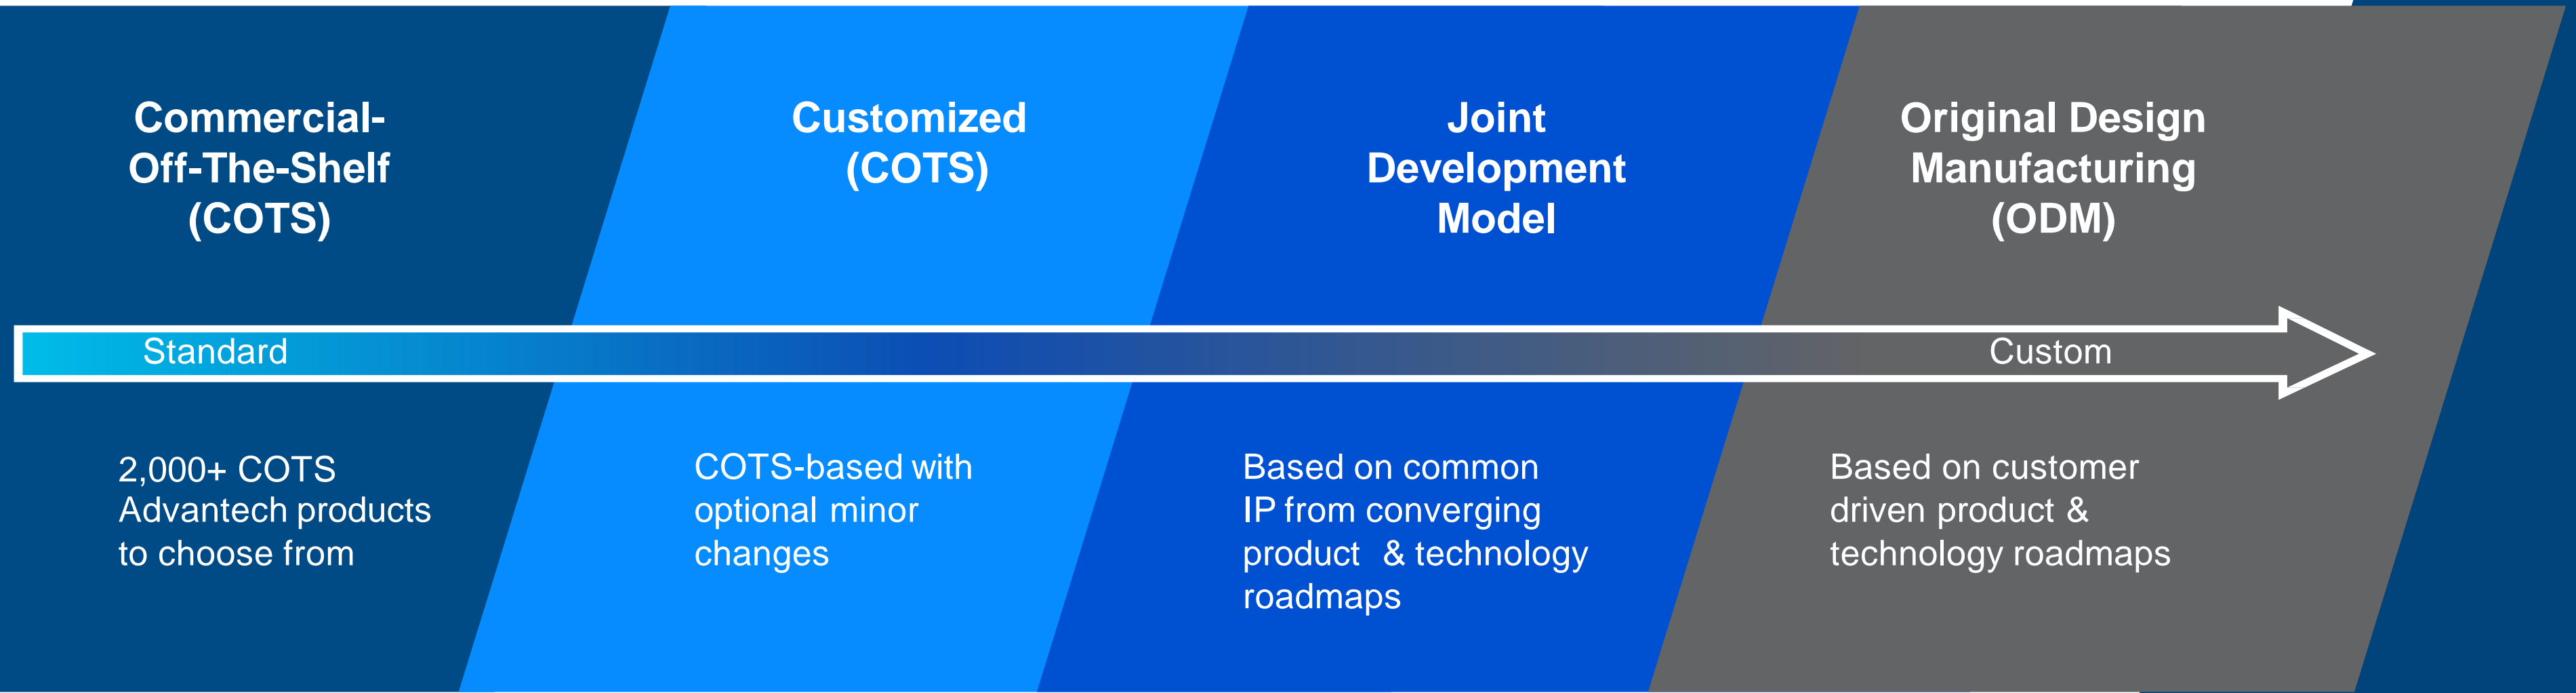 Commercial-
Off-The-Shelf
(COTS)
Customized
(COTS)
Joint
Development
Model
Original Design
Manufacturing
(ODM)
Standard
Custom
2,000+ COTS
Advantech products
to choose from
COTS-based with
optional minor
changes
Based on common
IP from converging
product & technology
roadmaps
Based on customer
driven product &
technology roadmaps